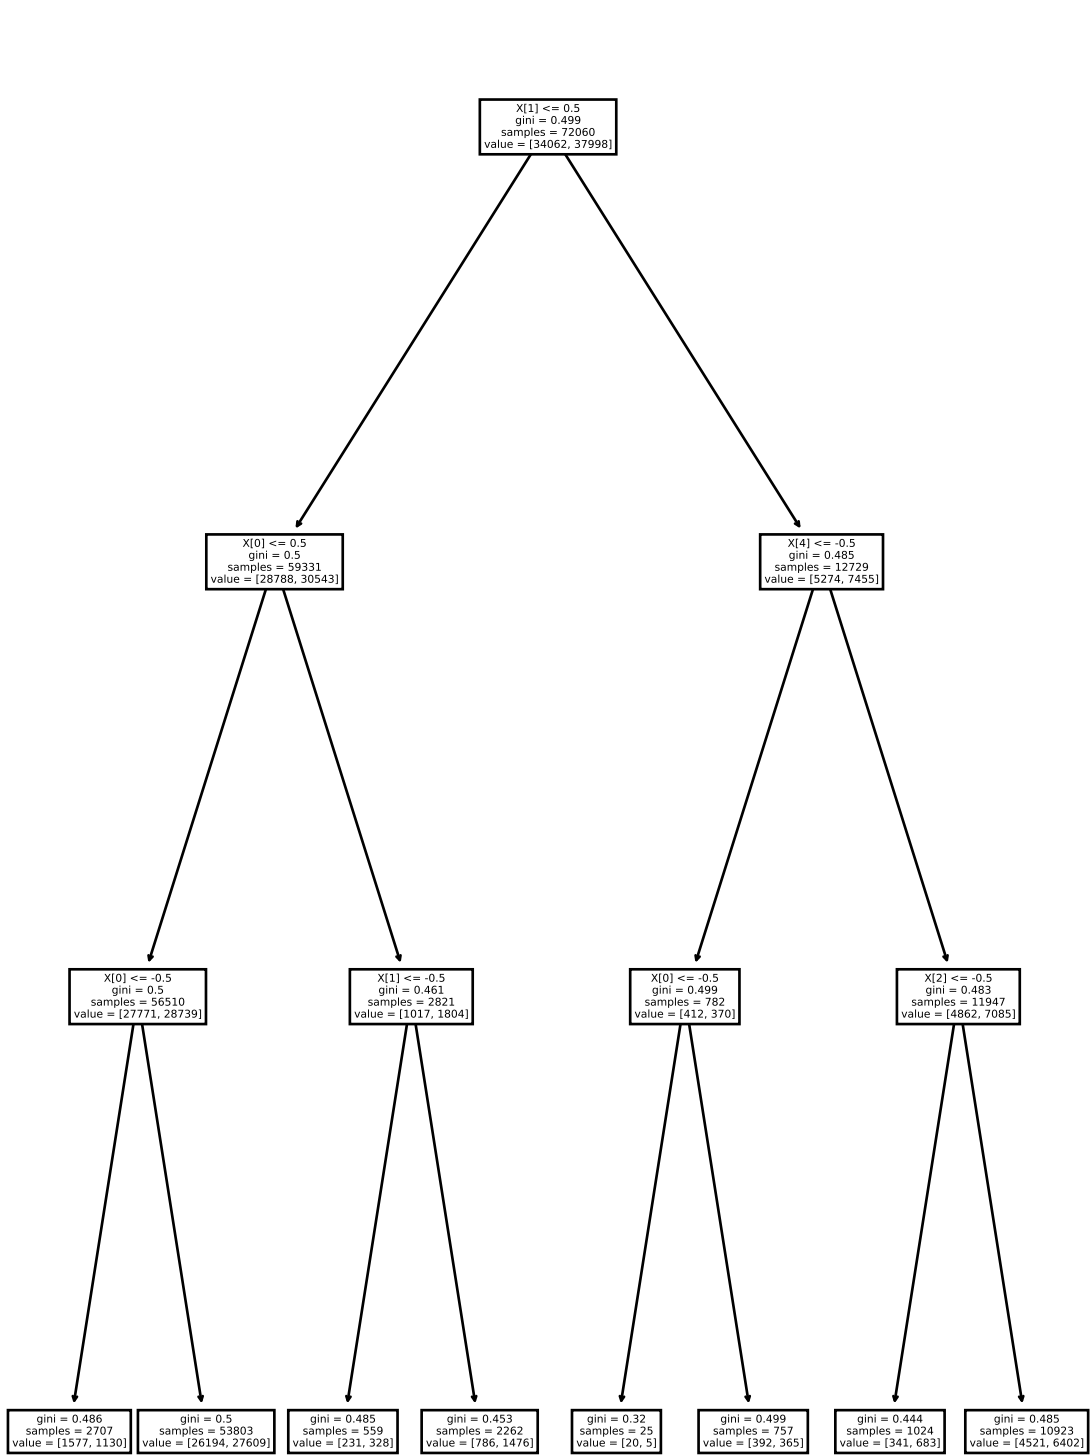 X[1] <= 0.5
gini = 0.499
samples = 72060
value = [34062, 37998]
X[0] <= 0.5
gini = 0.5
samples = 59331
value = [28788, 30543]
X[4] <= -0.5
gini = 0.485
samples = 12729
value = [5274, 7455]
X[0] <= -0.5
gini = 0.5
samples = 56510
value = [27771, 28739]
X[1] <= -0.5
gini = 0.461
samples = 2821
value = [1017, 1804]
X[0] <= -0.5
gini = 0.499
samples = 782
value = [412, 370]
X[2] <= -0.5
gini = 0.483
samples = 11947
value = [4862, 7085]
gini = 0.486
samples = 2707
value = [1577, 1130]
gini = 0.5
samples = 53803
value = [26194, 27609]
gini = 0.485
samples = 559
value = [231, 328]
gini = 0.453
samples = 2262
value = [786, 1476]
gini = 0.32
samples = 25
value = [20, 5]
gini = 0.499
samples = 757
value = [392, 365]
gini = 0.444
samples = 1024
value = [341, 683]
gini = 0.485
samples = 10923
value = [4521, 6402]